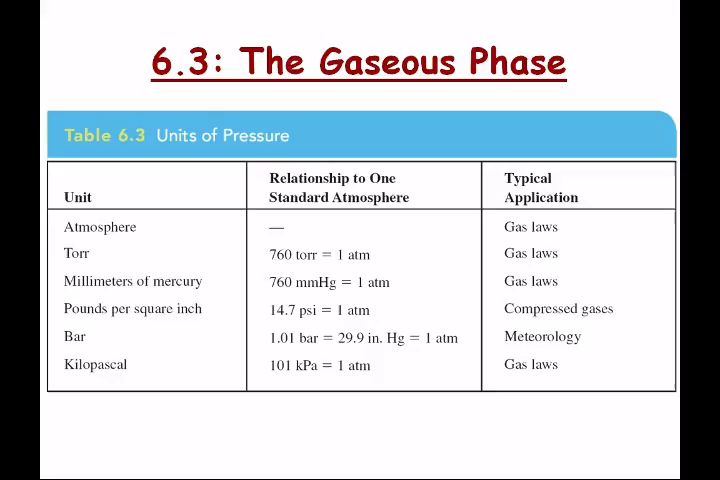 6.3: The Gaseous Phase
Table 6.3 Units of Pressure
Relationship to One Typical
Unit Standard Atmosphere Application
Atmosphere — Gas laws
Torr 760 torr = 1 atm Gas laws
Millimeters of mercury 760 mmHg = 1 atm Gas laws
Pounds per square inch 14.7 psi = 1 atm Compressed gases
Bar 1.01 bar = 29.9 in. Hg = 1 atm Meteorology
Kilopascal 101 kPa = 1 atm Gas laws